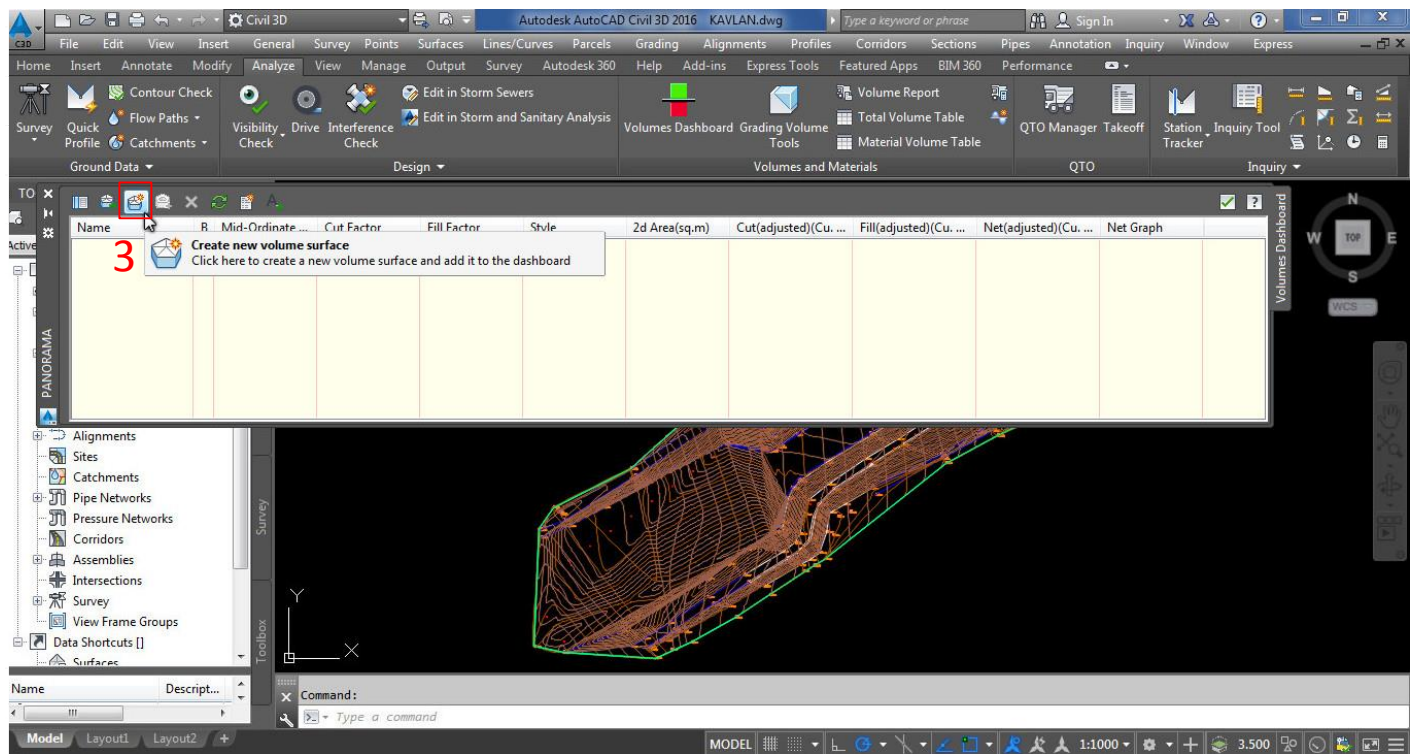 Civil 3D
Autodesk AutoCAD Civil 3D 2016 KAVLAN.dwg
Type a keyword or phrase
Sign In
C3D
File Edit View Insert General Survey Points Surfaces Lines/Curves Parcels Grading Alignments Profiles Corridors Sections Pipes Annotation Inquiry Window Express
Home Insert Annotate Modify Analyze View Manage Output Survey Autodesk 360 Help Add-ins Express Tools Featured Apps BIM 360 Performance
Survey
Quick Profile
Contour Check
Flow Paths
Catchments
Visibility Check
Drive
Interference Check
Edit in Storm Sewers
Edit in Storm and Sanitary Analysis
Volumes Dashboard
Grading Volume Tools
Volume Report
Total Volume Table
Material Volume Table
QTO Manager
Takeoff
Station Tracker
Inquiry Tool
Ground Data
Design
Volumes and Materials
QTO
Inquiry
TO
Active
PANORAMA
Name B Mid-Ordinate ... Cut Factor Fill Factor Style 2d Area(sq.m) Cut(adjusted)(Cu. ... Fill(adjusted)(Cu. ... Net(adjusted)(Cu. ... Net Graph
3
Create new volume surface
Click here to create a new volume surface and add it to the dashboard
Volumes Dashboard
N
W TOP E
S
WCS
Alignments
Sites
Catchments
Pipe Networks
Pressure Networks
Corridors
Assemblies
Intersections
Survey
View Frame Groups
Data Shortcuts []
Surfaces
Survey
Toolbox
Y
X
Name Descript...
Command:
Type a command
Model Layout1 Layout2 +
MODEL 1:1000 3.500